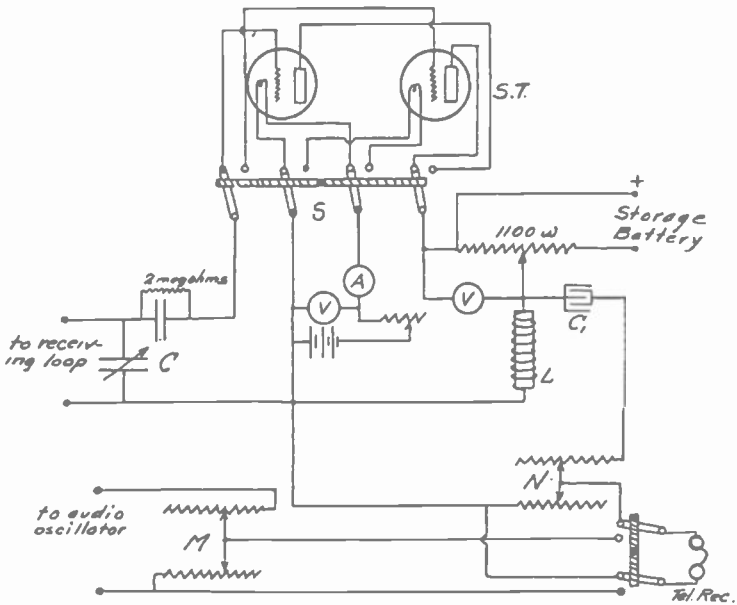 S.T.
S
+
Storage
Battery
1100 ω
2 megohms
A
V
V
to receiv-
ing loop
C
C₁
L
N
to audio
oscillator
M
Tel. Rec.